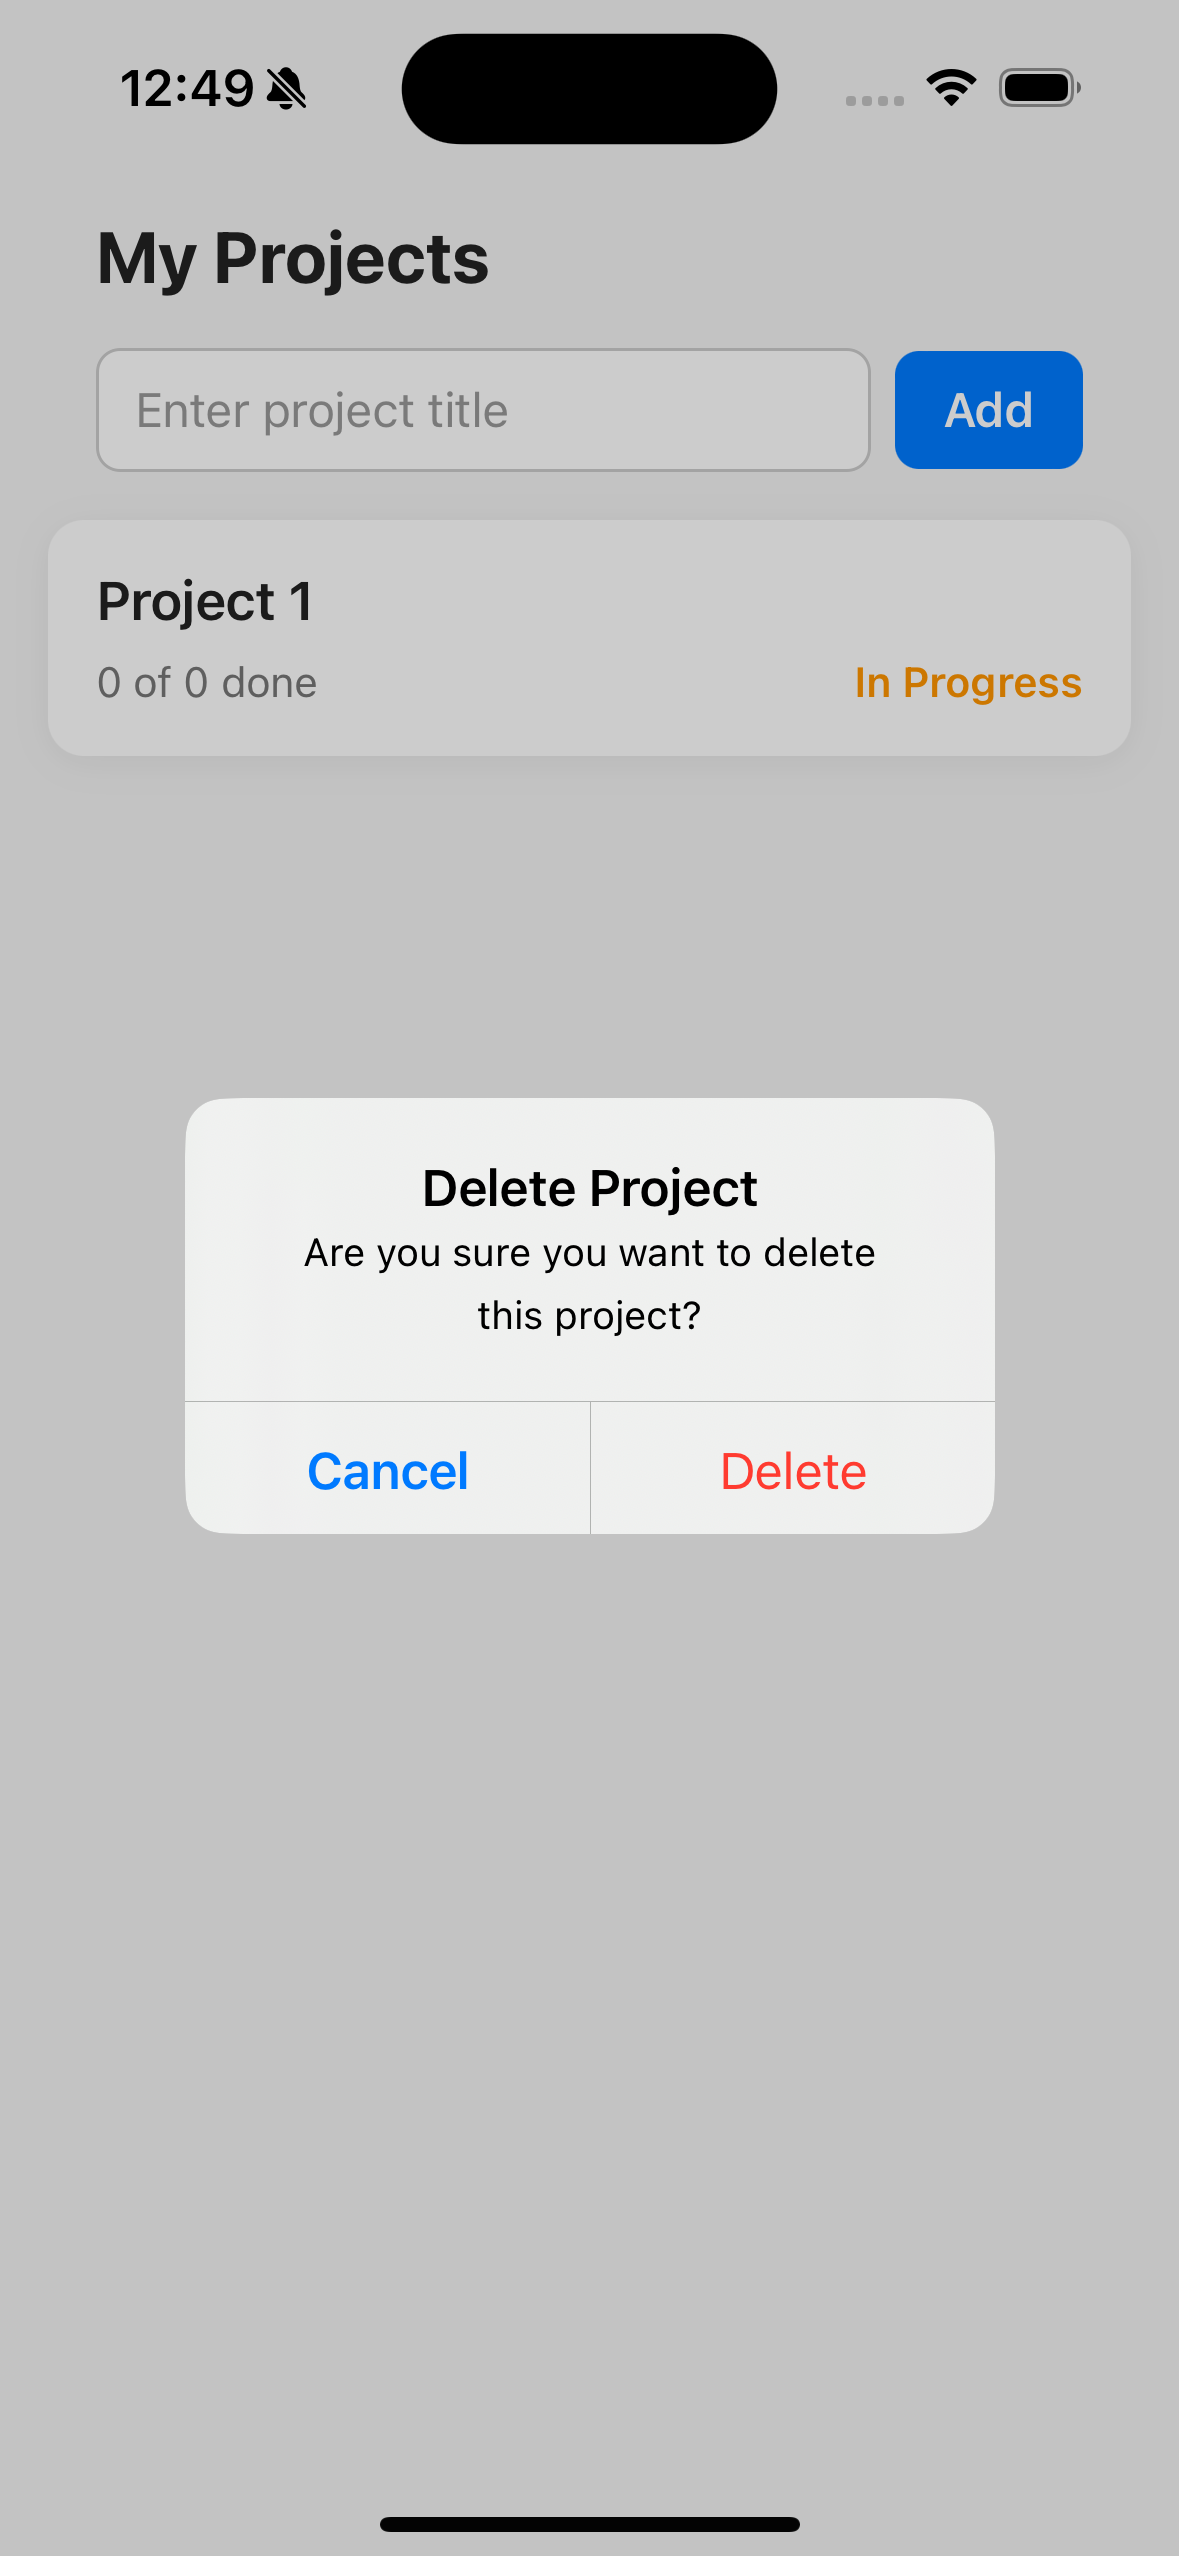 12:49
My Projects
Enter project title
Add
Project 1
0 of 0 done
In Progress
Delete Project
Are you sure you want to delete
this project?
Cancel
Delete